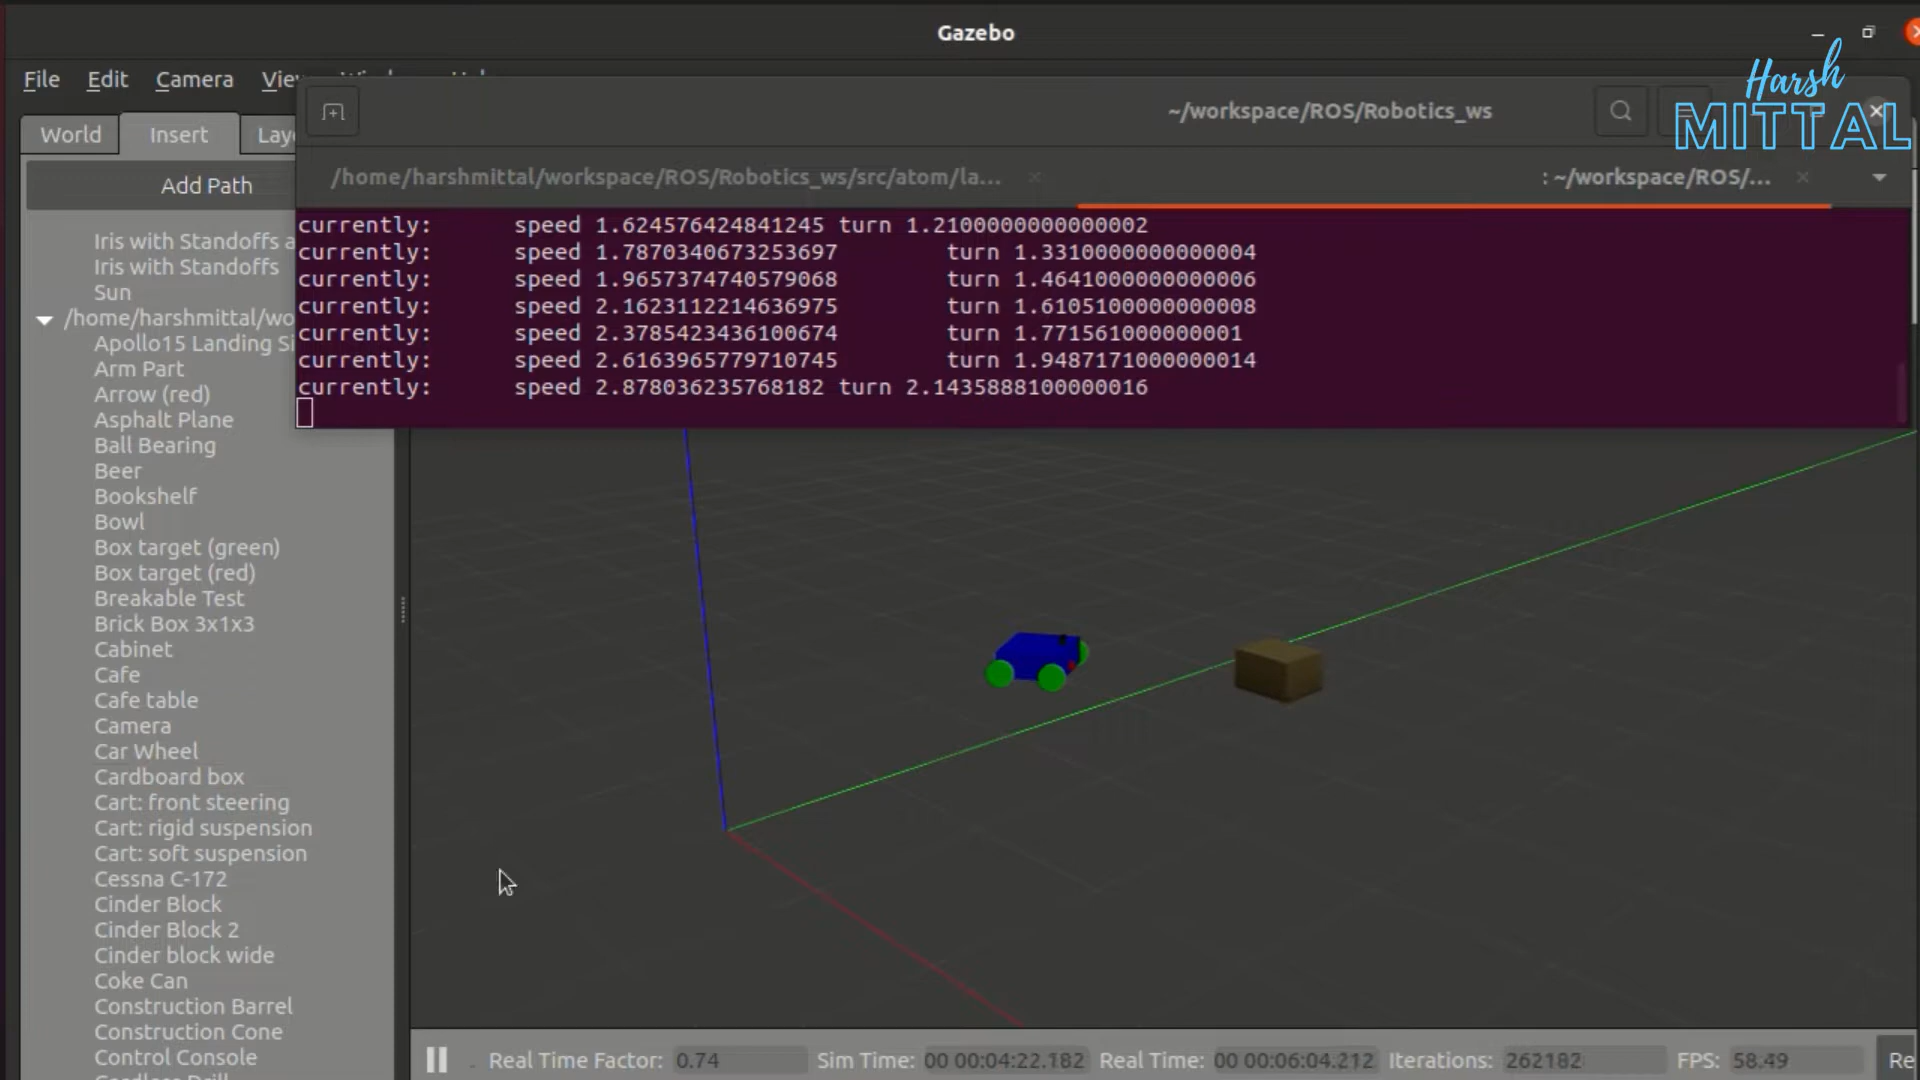 Gazebo
Harsh
MITTAL
File Edit Camera
~/workspace/ROS/Robotics_ws
World Insert
/home/harshmittal/workspace/ROS/Robotics_ws/src/atom/la...
: ~/workspace/ROS/...
Add Path
currently: speed 1.624576424841245 turn 1.2100000000000002
currently: speed 1.7870340673253697 turn 1.3310000000000004
currently: speed 1.9657374740579068 turn 1.4641000000000006
currently: speed 2.1623112214636975 turn 1.6105100000000008
currently: speed 2.3785423436100674 turn 1.771561000000001
currently: speed 2.6163965779710745 turn 1.9487171000000014
currently: speed 2.878036235768182 turn 2.1435888100000016
Iris with Standoffs a
Iris with Standoffs
Sun
/home/harshmittal/wo
Apollo15 Landing Si
Arm Part
Arrow (red)
Asphalt Plane
Ball Bearing
Beer
Bookshelf
Bowl
Box target (green)
Box target (red)
Breakable Test
Brick Box 3x1x3
Cabinet
Cafe
Cafe table
Camera
Car Wheel
Cardboard box
Cart: front steering
Cart: rigid suspension
Cart: soft suspension
Cessna C-172
Cinder Block
Cinder Block 2
Cinder block wide
Coke Can
Construction Barrel
Construction Cone
Control Console
Real Time Factor: 0.74 Sim Time: 00 00:04:22.182 Real Time: 00 00:06:04.212 Iterations: 262182 FPS: 58.49 Re